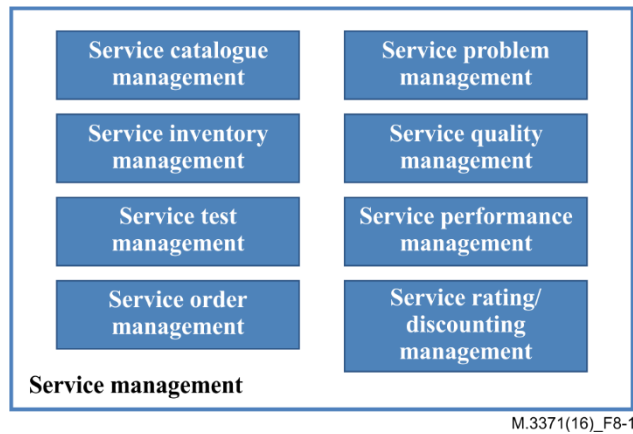 Service catalogue
management
Service problem
management
Service inventory
management
Service quality
management
Service test
management
Service performance
management
Service order
management
Service rating/
discounting
management
Service management
M.3371(16)_F8-1